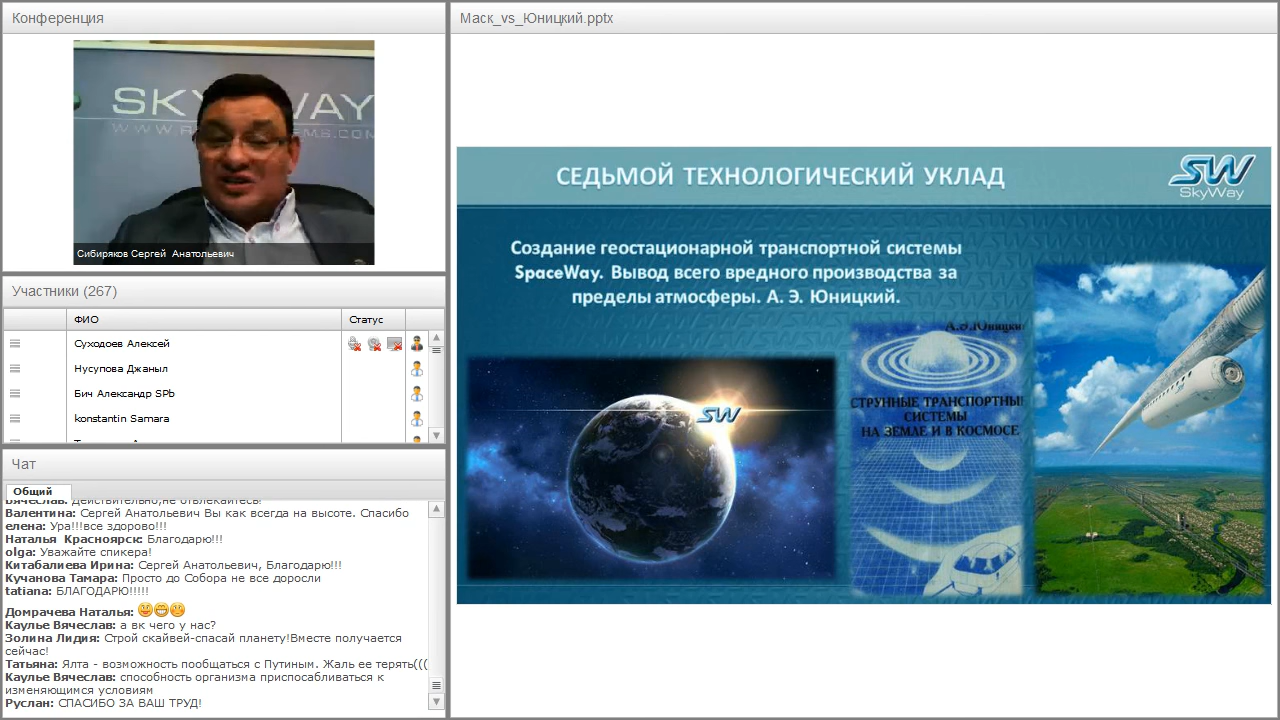 Конференция
SKYWAY
Сибиряков Сергей Анатольевич
Участники (267)
ФИО
Статус
Суходоев Алексей
Нусупова Джаныл
Бич Александр SPb
konstantin Samara
Чат
Общий
Вячеслав: Действительно,не отвлекайтесь!
Валентина: Сергей Анатольевич Вы как всегда на высоте. Спасибо
елена: Ура!!!все здорово!!!
Наталья Красноярск: Благодарю!!!
olga: Уважайте спикера!
Китабалиева Ирина: Сергей Анатольевич, Благодарю!!!
Кучанова Тамара: Просто до Собора не все доросли
tatiana: БЛАГОДАРЮ!!!!!
Домрачева Наталья:
Каулье Вячеслав: а вк чего у нас?
Золина Лидия: Строй скайвей-спасай планету!Вместе получается
сейчас!
Татьяна: Ялта - возможность пообщаться с Путиным. Жаль ее терять(((
Каулье Вячеслав: способность организма приспосабливаться к
изменяющимся условиям
Руслан: СПАСИБО ЗА ВАШ ТРУД!
Маск_vs_Юницкий.pptx
СЕДЬМОЙ ТЕХНОЛОГИЧЕСКИЙ УКЛАД
SW
SkyWay
Создание геостационарной транспортной системы
SpaceWay. Вывод всего вредного производства за
пределы атмосферы. А. Э. Юницкий.
SW
А.Э.Юницки
СТРУННЫЕ ТРАНСПОРТНЫ
СИСТЕМЫ
НА ЗЕМЛЕ И В КОСМОСЕ